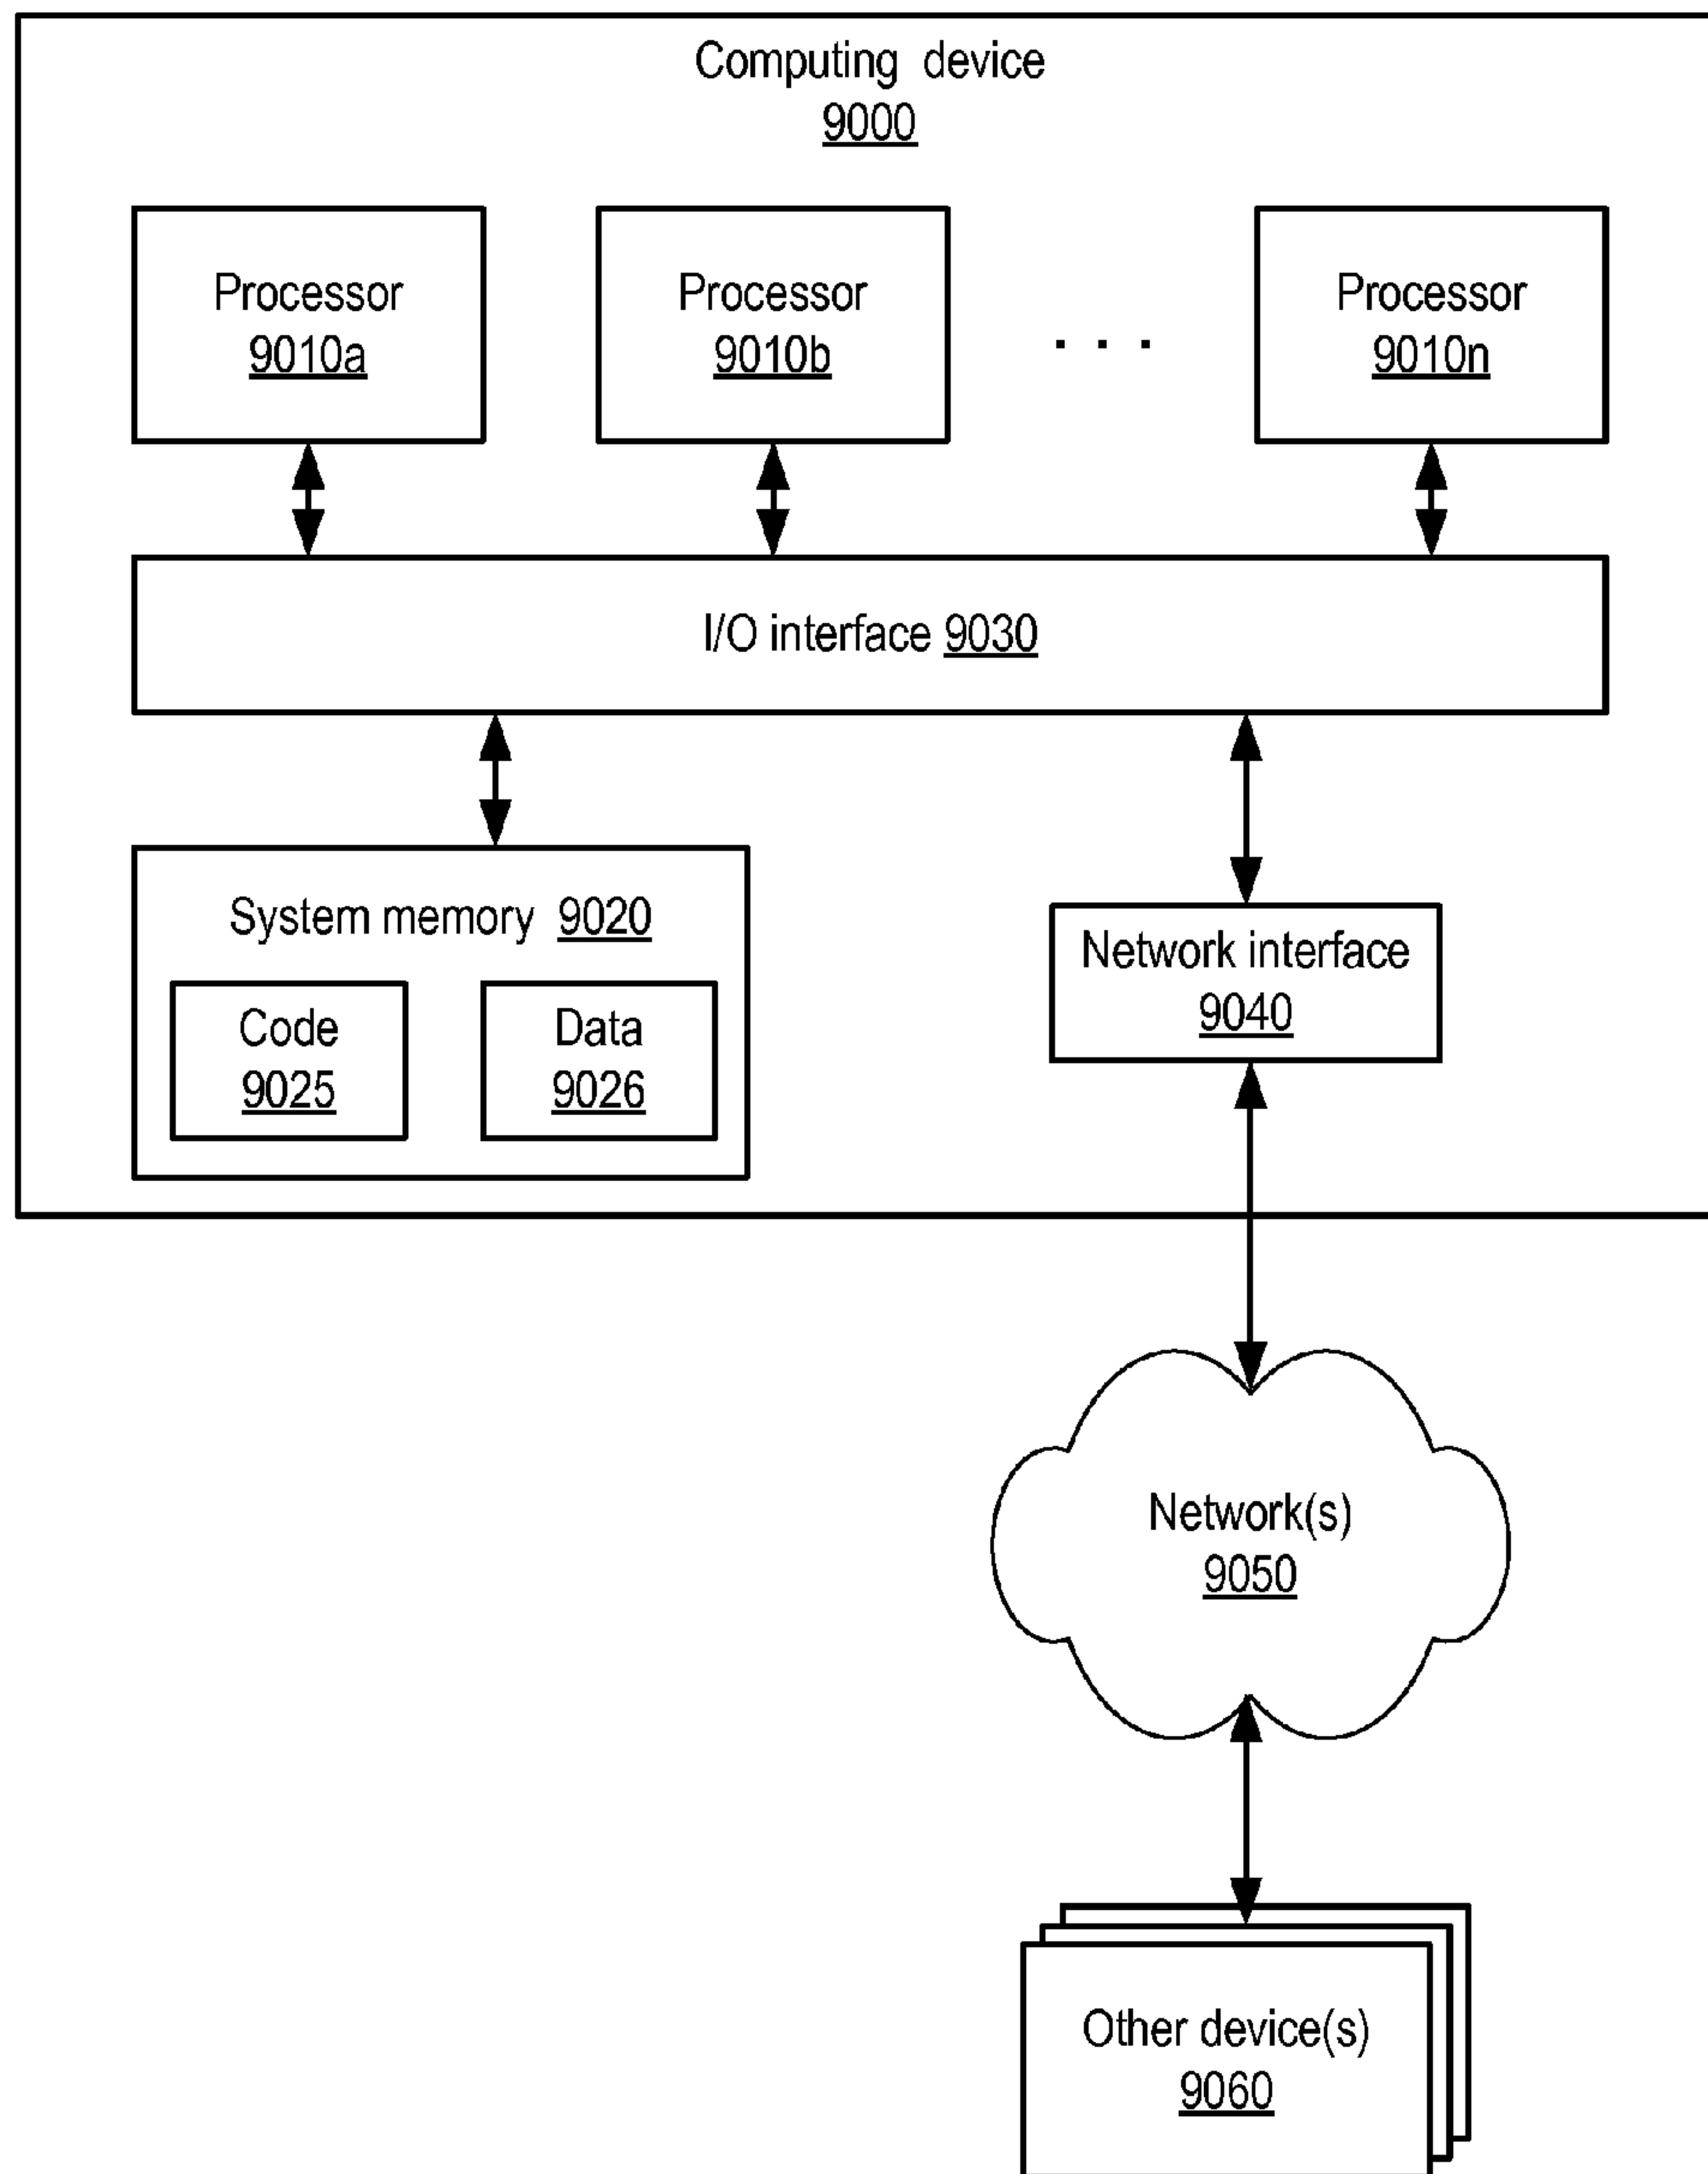 Computing device
9000
Processor
9010a
Processor
9010b
. . .
Processor
9010n
I/O interface 9030
System memory 9020
Code
9025
Data
9026
Network interface
9040
Network(s)
9050
Other device(s)
9060